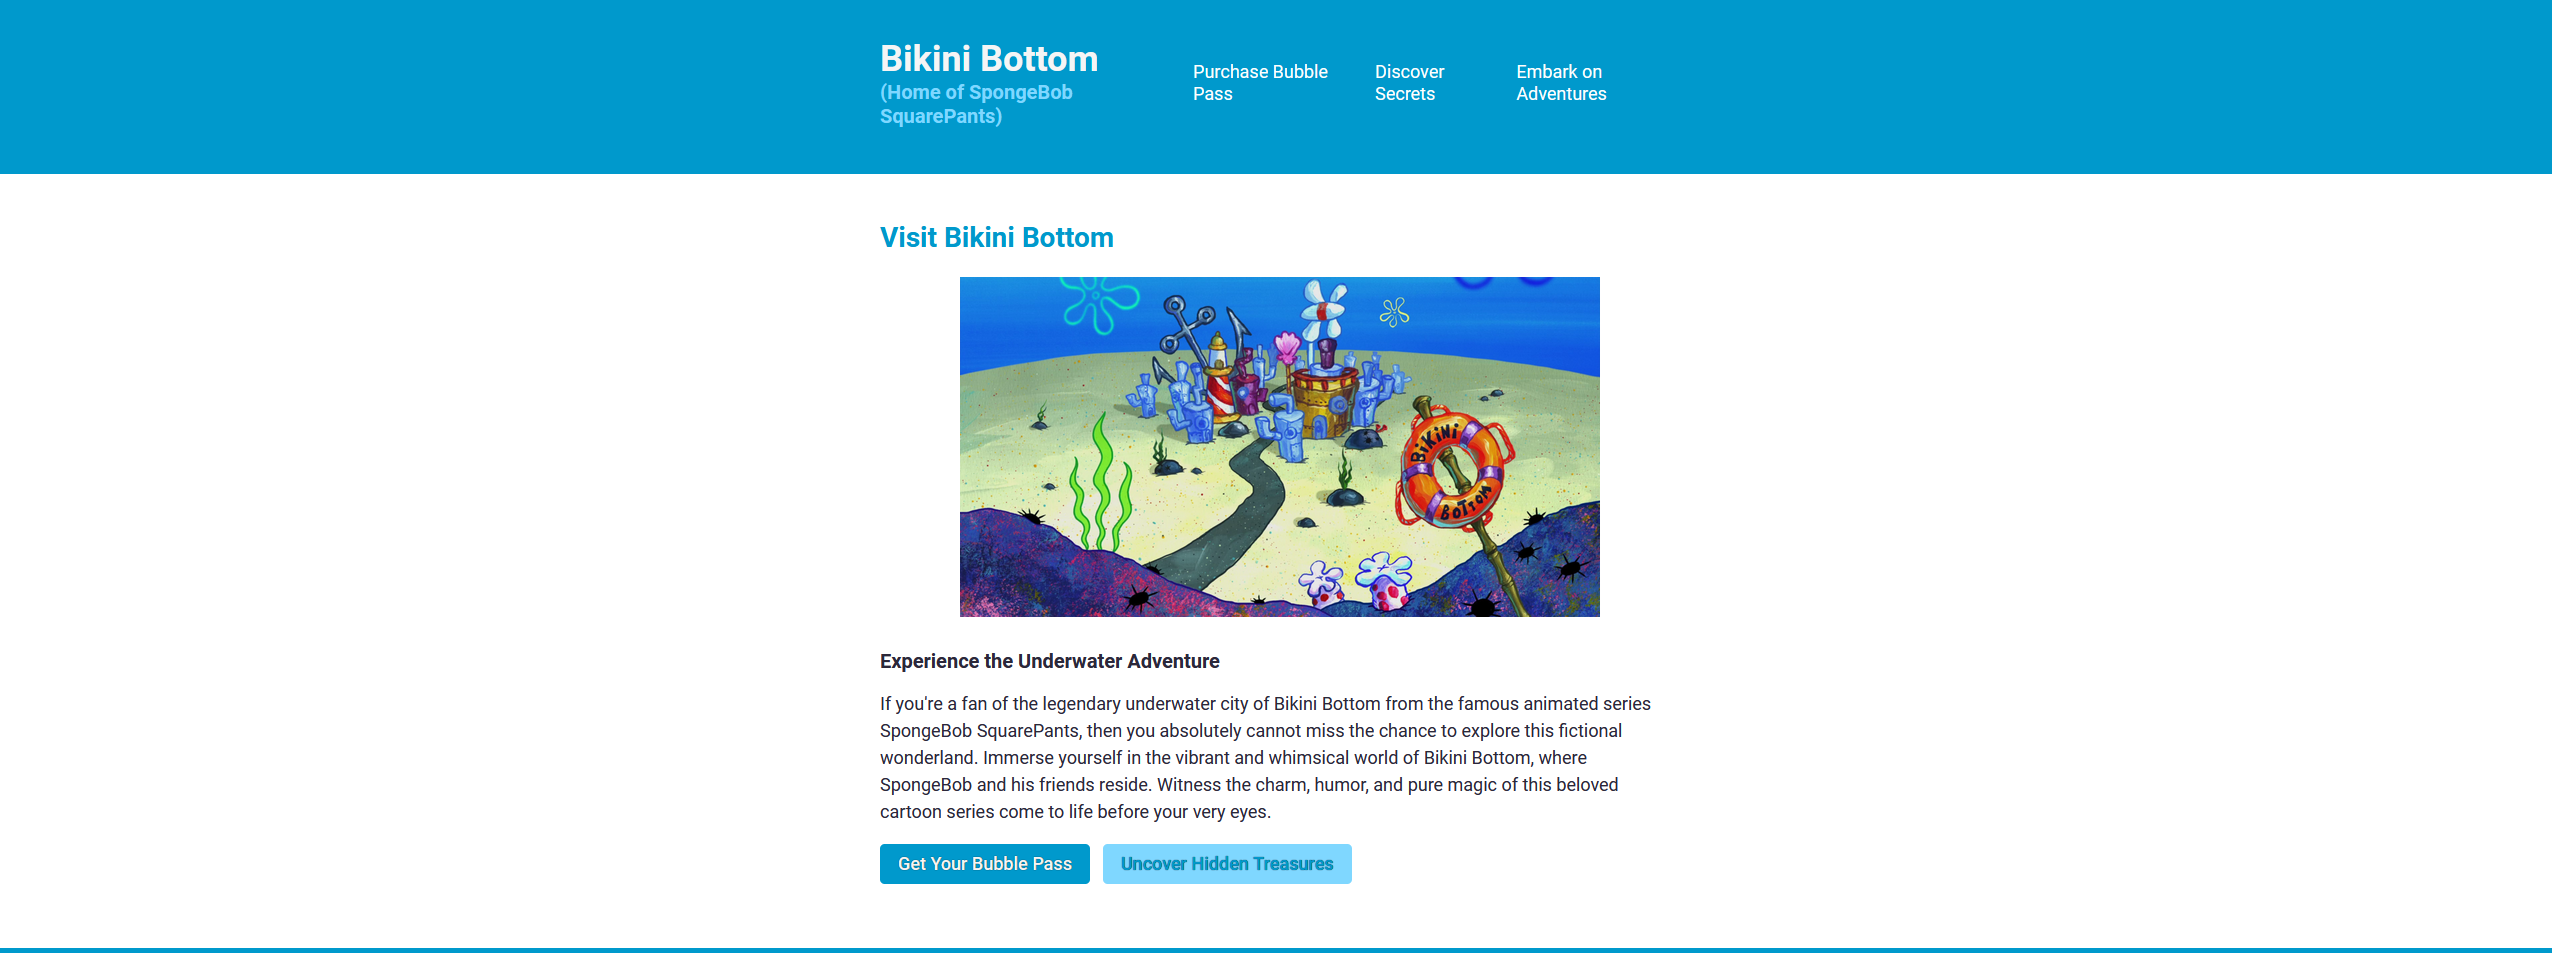 Bikini Bottom
(Home of SpongeBob
SquarePants)
Purchase Bubble
Pass
Discover
Secrets
Embark on
Adventures
Visit Bikini Bottom
BiKiNi
BOTTOM
Experience the Underwater Adventure
If you're a fan of the legendary underwater city of Bikini Bottom from the famous animated series
SpongeBob SquarePants, then you absolutely cannot miss the chance to explore this fictional
wonderland. Immerse yourself in the vibrant and whimsical world of Bikini Bottom, where
SpongeBob and his friends reside. Witness the charm, humor, and pure magic of this beloved
cartoon series come to life before your very eyes.
Get Your Bubble Pass
Uncover Hidden Treasures